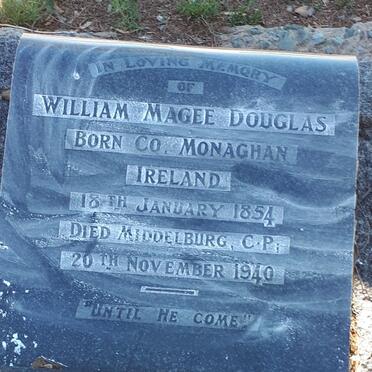 IN LOVING MEMORY
OF
WILLIAM MAGEE DOUGLAS
BORN CO. MONAGHAN
IRELAND
18TH JANUARY 1854
DIED MIDDELBURG, C.P.
20TH NOVEMBER 1940
"UNTIL HE COME"